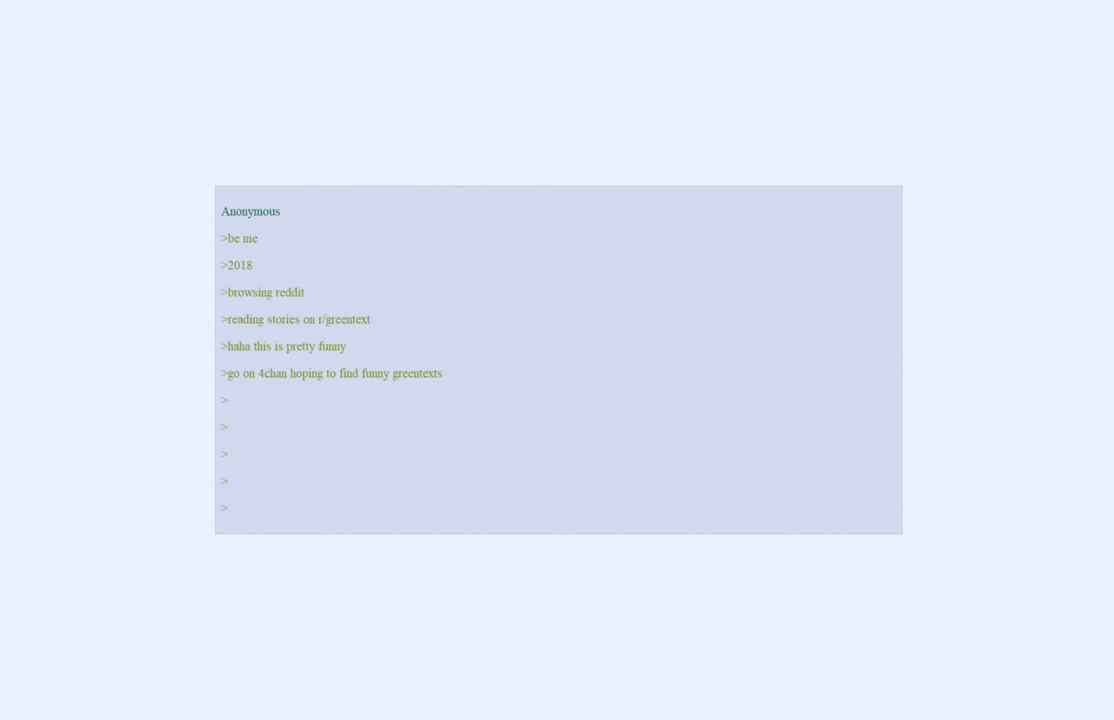 Anonymous
>be me
>2018
>browsing reddit
>reading stories on r/greentext
>haha this is pretty funny
>go on 4chan hoping to find funny greentexts
>
>
>
>
>